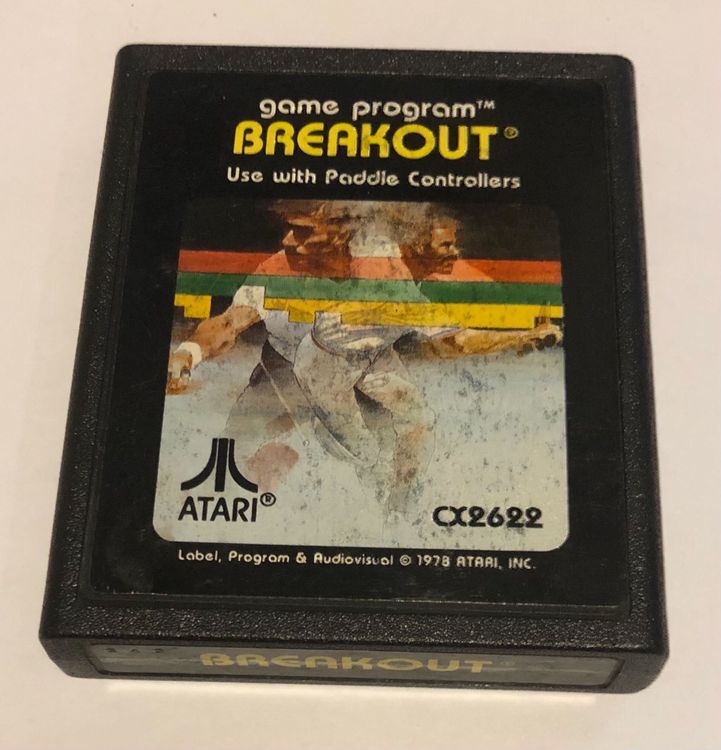 game program™
BREAKOUT®
Use with Paddle Controllers
ATARI®
CX2622
Label, Program & Audiovisual © 1978 ATARI, INC.
BREAKOUT®